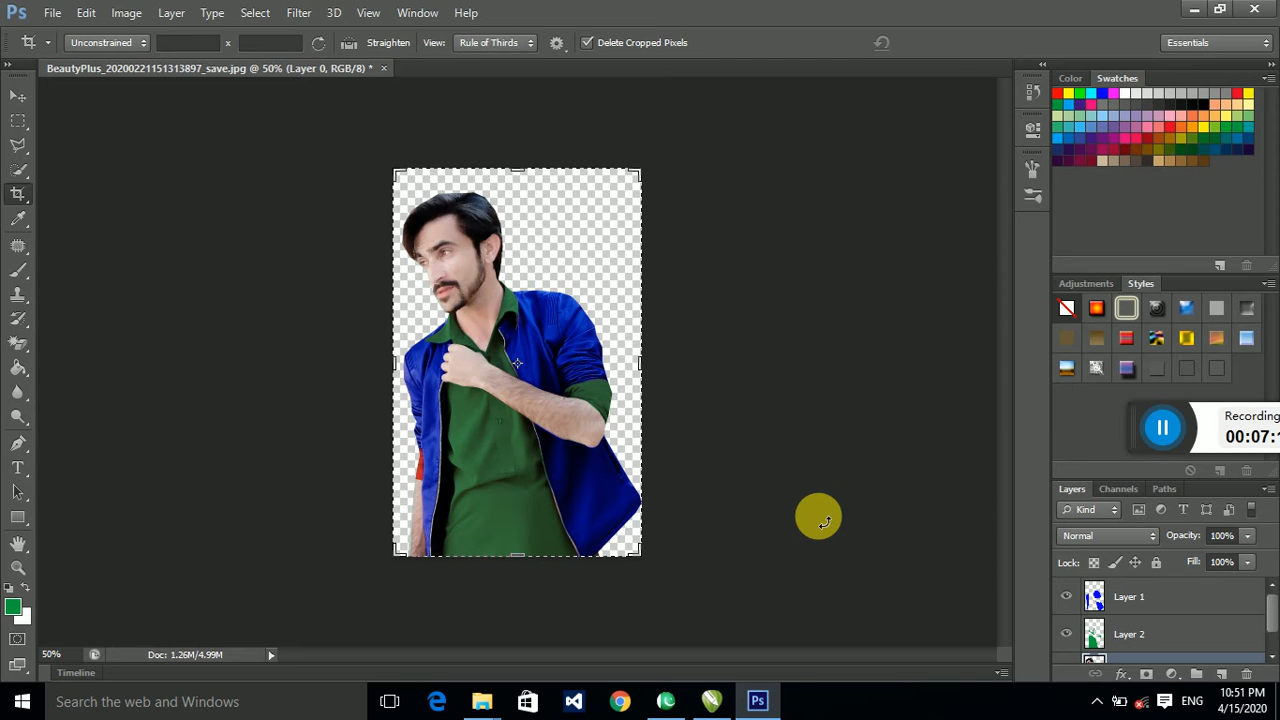 Ps File Edit Image Layer Type Select Filter 3D View Window Help
Unconstrained x Straighten View: Rule of Thirds Delete Cropped Pixels Essentials
BeautyPlus_20200221151313897_save.jpg @ 50% (Layer 0, RGB/8) * ×
Color Swatches
Adjustments Styles
Recording
00:07:
Layers Channels Paths
Kind
Normal Opacity: 100%
Lock: Fill: 100%
Layer 1
Layer 2
50% Doc: 1.26M/4.99M
Timeline
Search the web and Windows
Ps
ENG
10:51 PM
4/15/2020